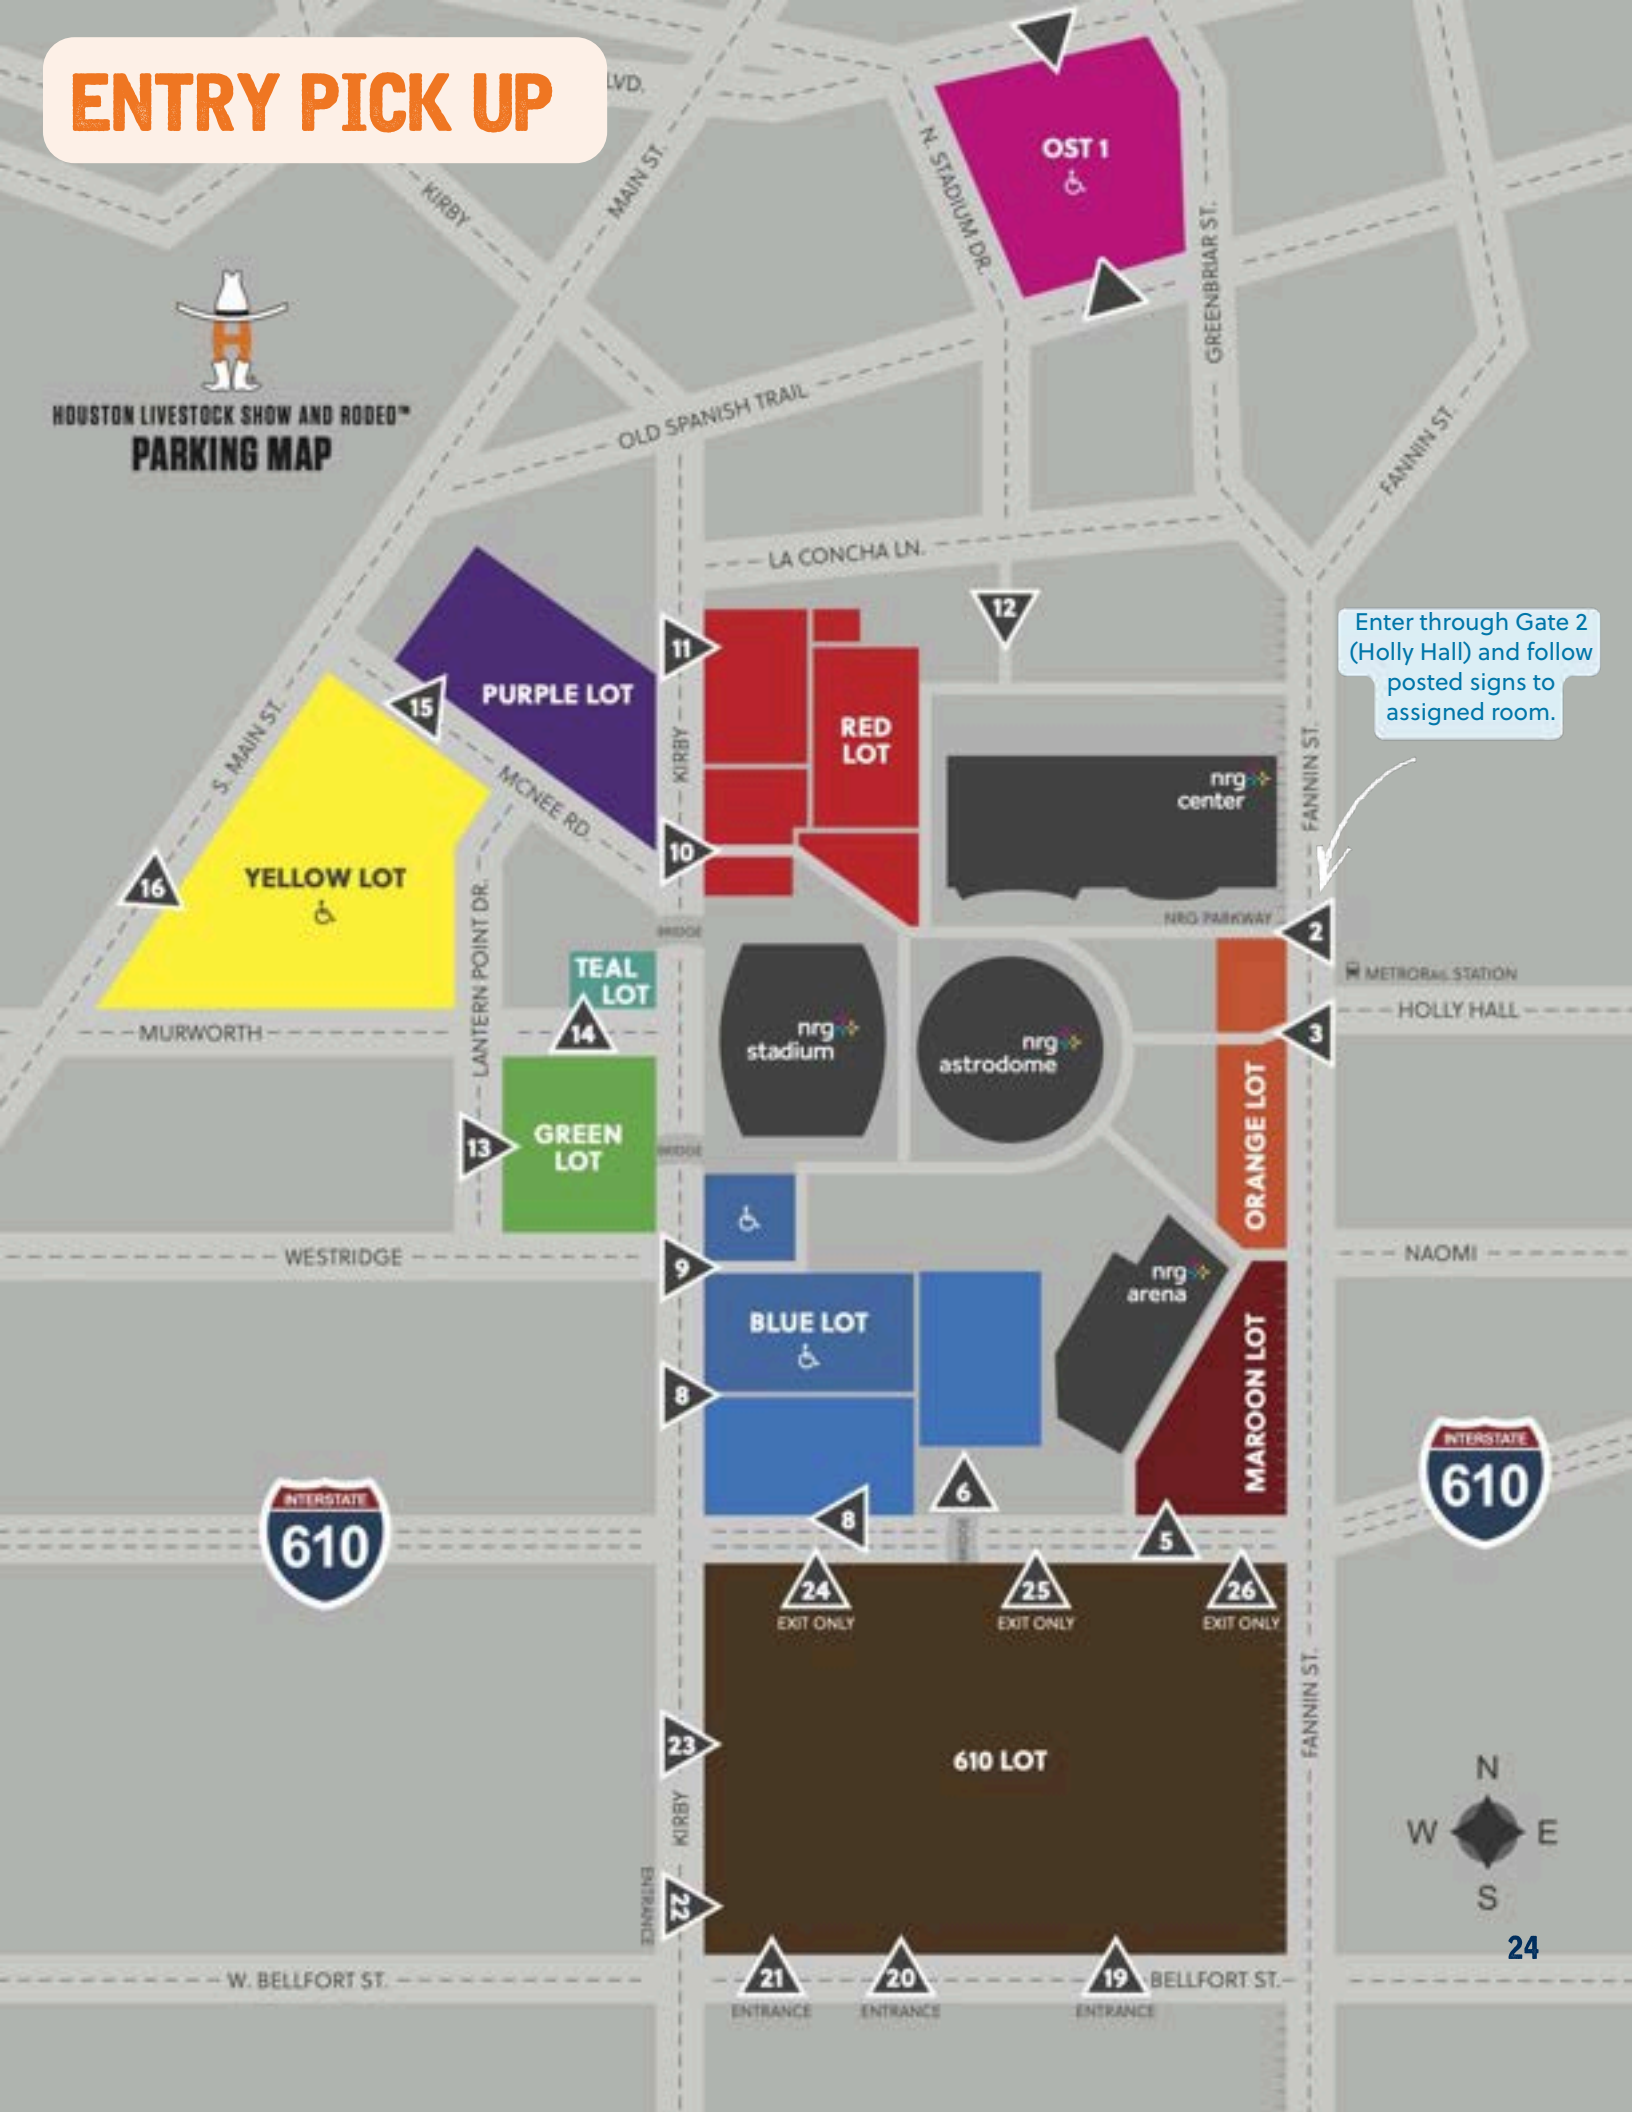 ENTRY PICK UP
LVD.
KIRBY
MAIN ST.
N. STADIUM DR.
OST 1
GREENBRIAR ST.
HOUSTON LIVESTOCK SHOW AND RODEO™
PARKING MAP
OLD SPANISH TRAIL
FANNIN ST.
LA CONCHA LN.
12
11
Enter through Gate 2
(Holly Hall) and follow
posted signs to
assigned room.
PURPLE LOT
15
RED
LOT
S. MAIN ST.
KIRBY
FANNIN ST.
MCNEE RD.
nrg
center
10
YELLOW LOT
16
LANTERN POINT DR.
NRG PARKWAY
BRIDGE
2
TEAL
LOT
METRORAIL STATION
HOLLY HALL
MURWORTH
14
nrg
stadium
nrg
astrodome
3
13
GREEN
LOT
BRIDGE
ORANGE LOT
WESTRIDGE
9
NAOMI
nrg
arena
BLUE LOT
MAROON LOT
8
INTERSTATE
610
INTERSTATE
610
6
8
BRIDGE
5
24
EXIT ONLY
25
EXIT ONLY
26
EXIT ONLY
FANNIN ST.
23
610 LOT
KIRBY
N
W
E
S
ENTRANCE
22
24
W. BELLFORT ST.
21
20
19
BELLFORT ST.
ENTRANCE
ENTRANCE
ENTRANCE